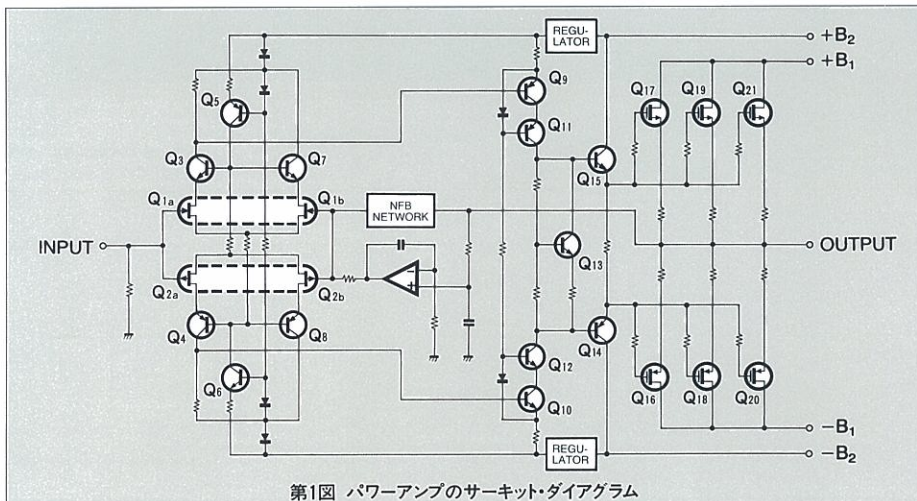 REGU-
LATOR
+B2
+B1
Q9
Q17
Q19
Q21
Q5
Q11
Q3
Q7
Q15
Q1a
Q1b
NFB
NETWORK
INPUT
OUTPUT
Q13
−
+
Q2a
Q2b
Q4
Q8
Q14
Q12
Q6
Q16
Q18
Q20
Q10
−B1
REGU-
LATOR
−B2
第1図 パワーアンプのサーキット・ダイアグラム